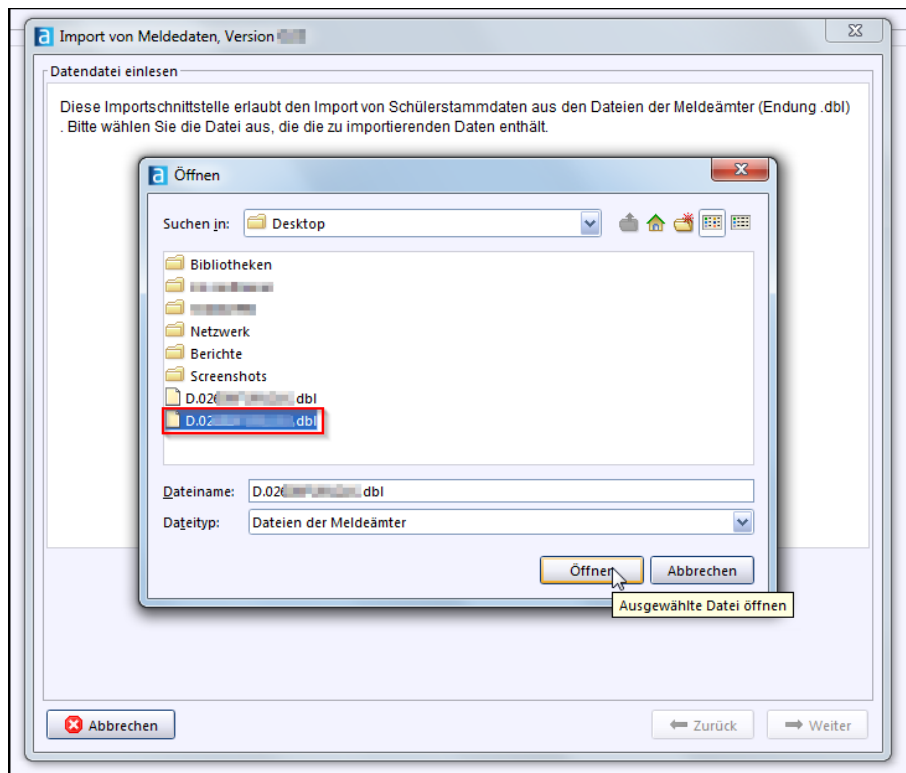 Import von Meldedaten, Version
Datendatei einlesen
Diese Importschnittstelle erlaubt den Import von Schülerstammdaten aus den Dateien der Meldeämter (Endung .dbl)
. Bitte wählen Sie die Datei aus, die die zu importierenden Daten enthält.
Öffnen
Suchen in: Desktop
Bibliotheken
Netzwerk
Berichte
Screenshots
D.02 .dbl
D.02 .dbl
Dateiname: D.02 .dbl
Dateityp: Dateien der Meldeämter
Öffnen Abbrechen
Ausgewählte Datei öffnen
Abbrechen Zurück Weiter